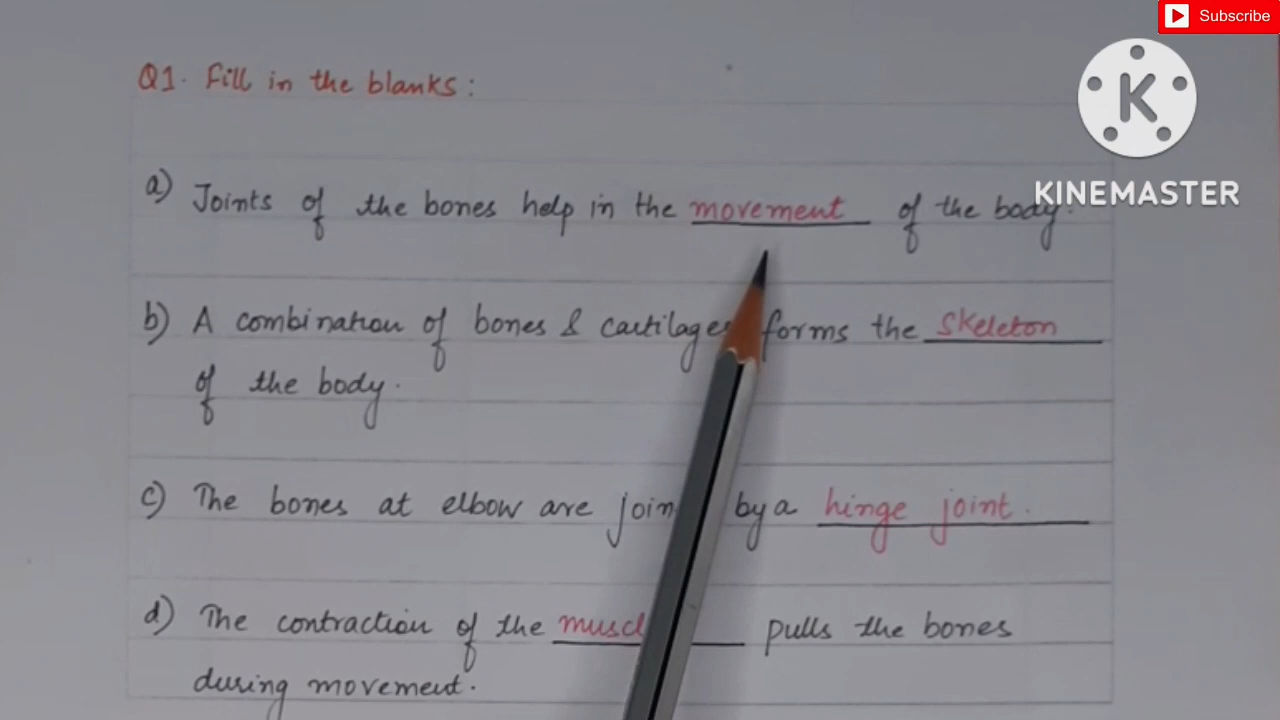 Subscribe
K
KINEMASTER
Q1. Fill in the blanks:
a) Joints of the bones help in the movement of the body.
b) A combination of bones & cartilages forms the skeleton
of the body.
c) The bones at elbow are join by a hinge joint.
d) The contraction of the muscl pulls the bones
during movement.